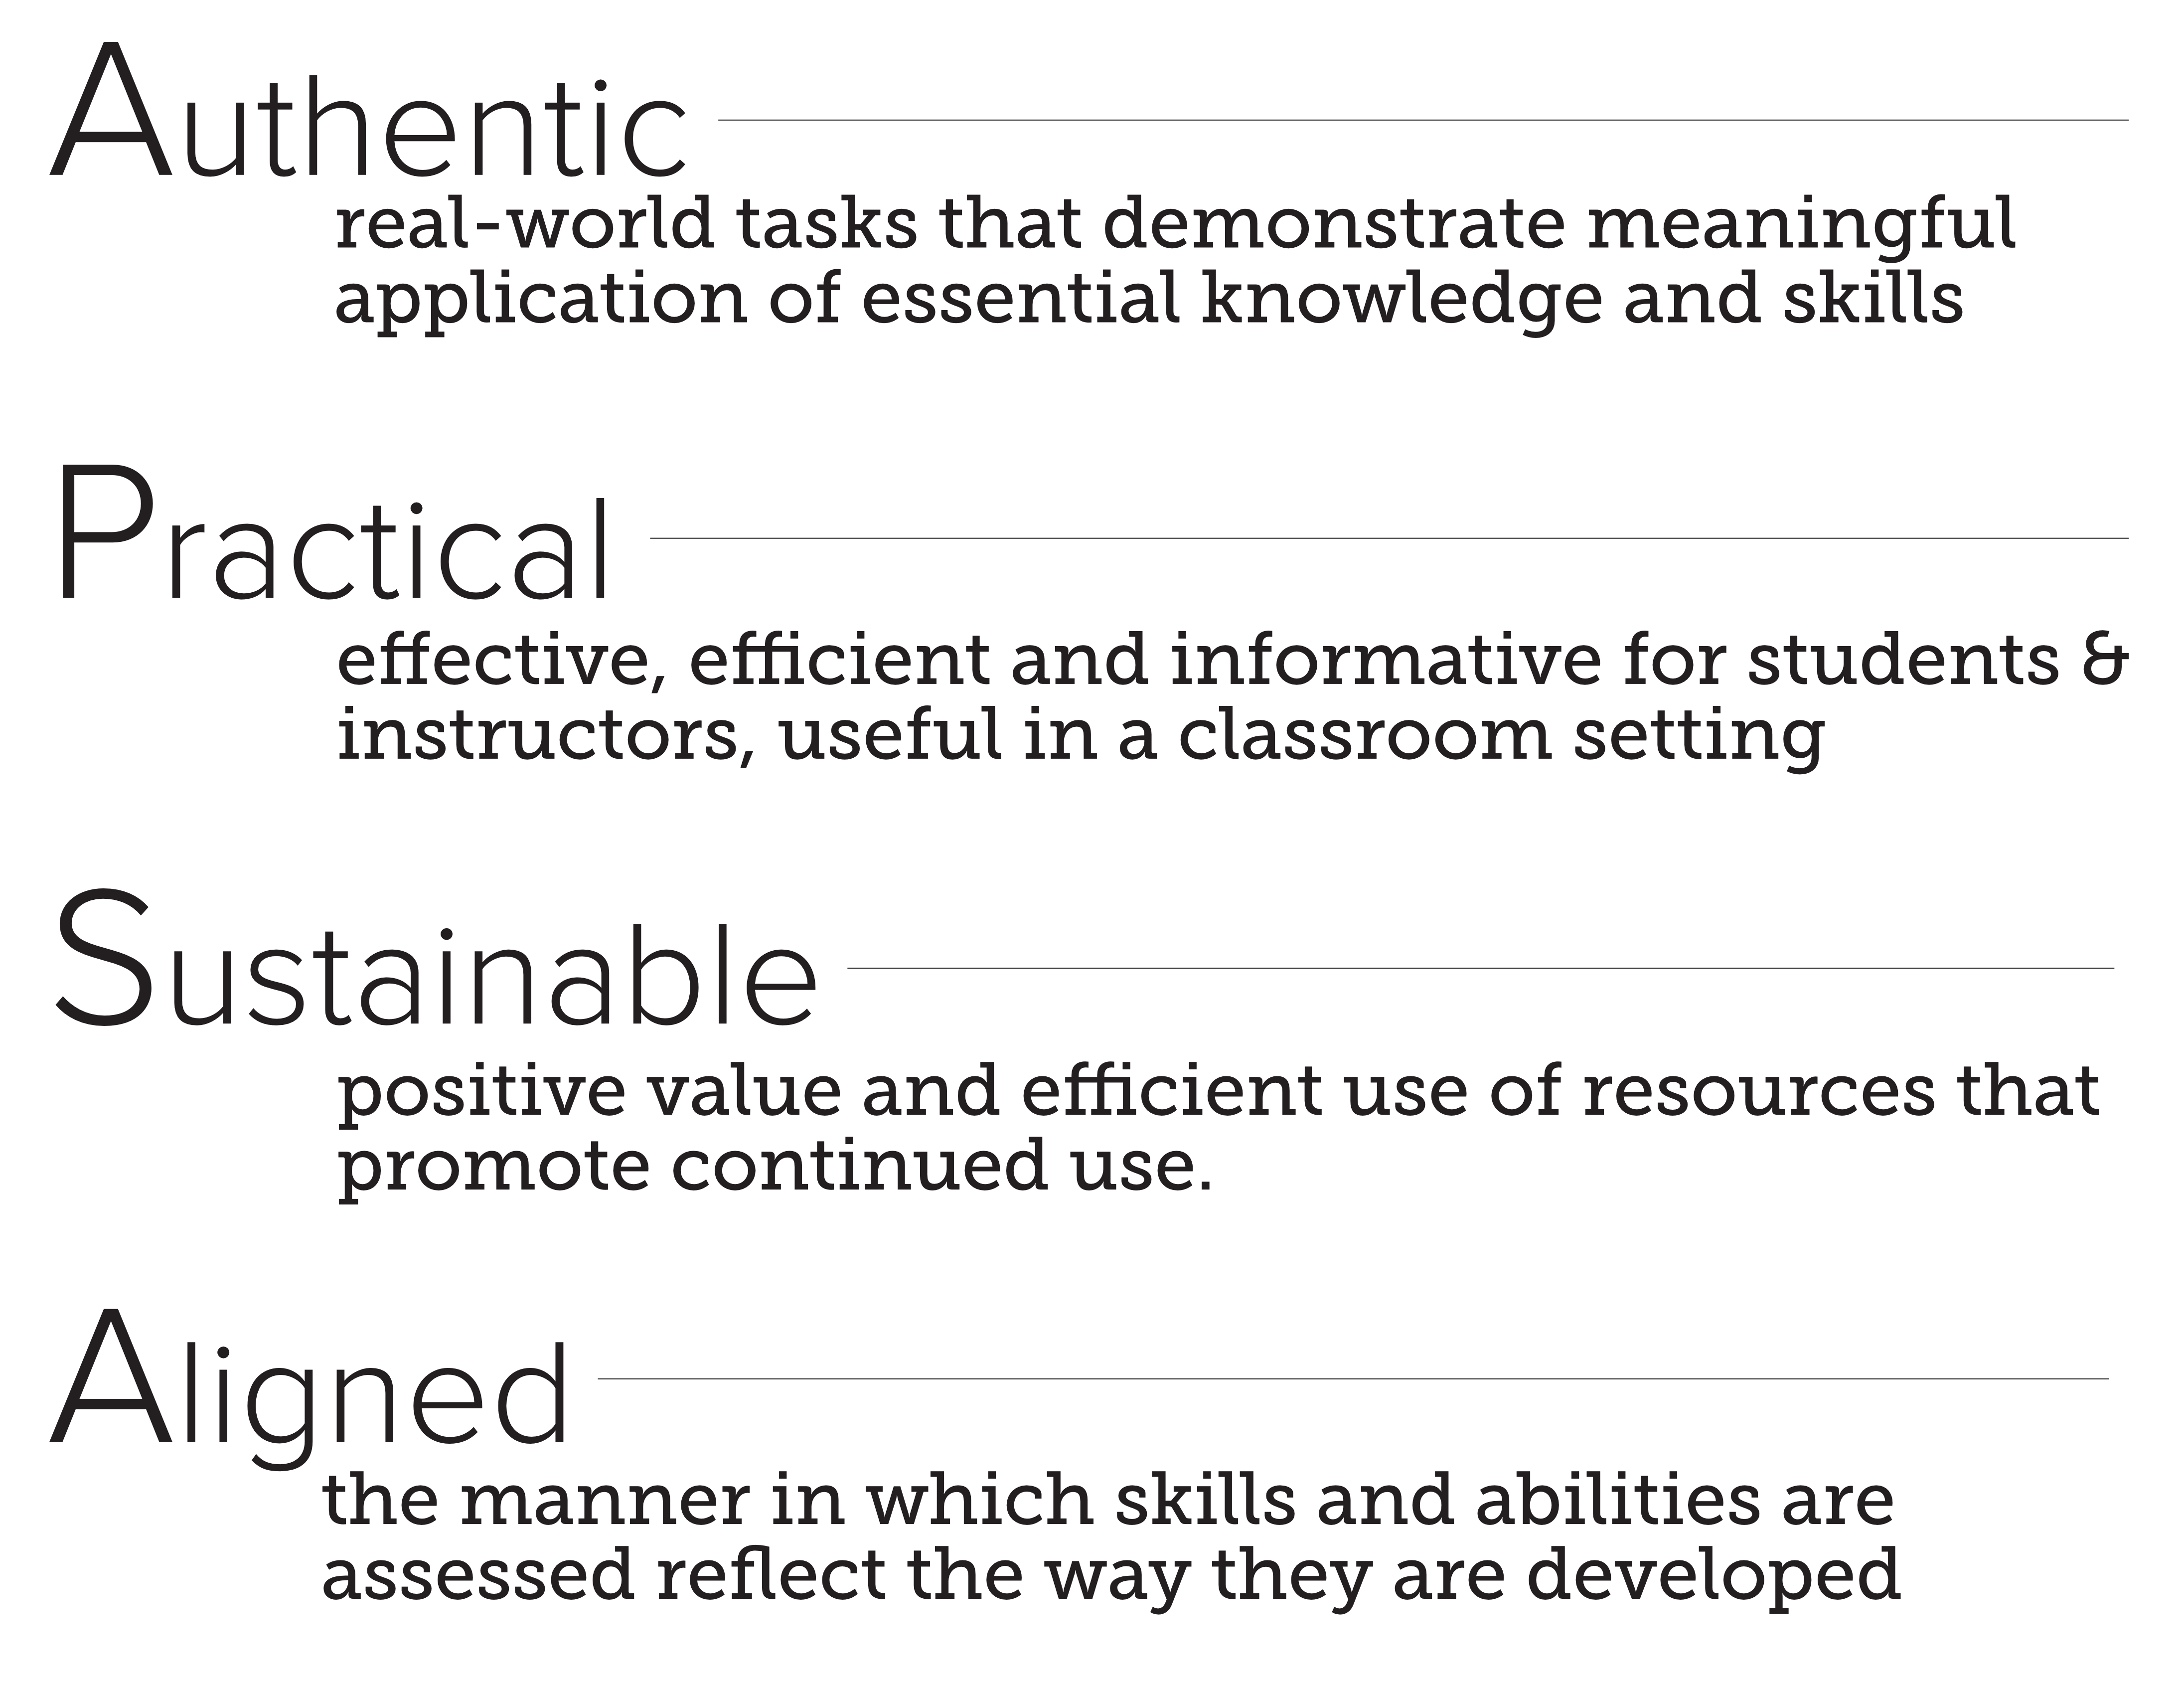 Authentic
real-world tasks that demonstrate meaningful
application of essential knowledge and skills
Practical
effective, efficient and informative for students &
instructors, useful in a classroom setting
Sustainable
positive value and efficient use of resources that
promote continued use.
Aligned
the manner in which skills and abilities are
assessed reflect the way they are developed